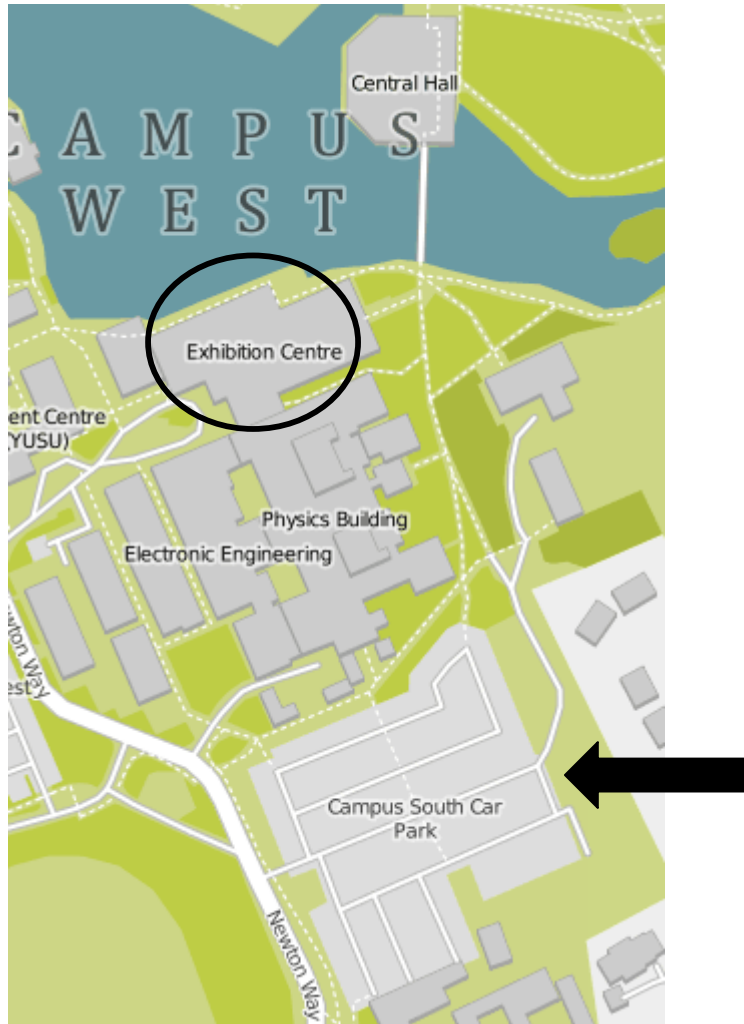 Central Hall
CAMPUS
WEST
Exhibition Centre
ent Centre
(YUSU)
Physics Building
Electronic Engineering
wton Way
est
Campus South Car
Park
Newton Way